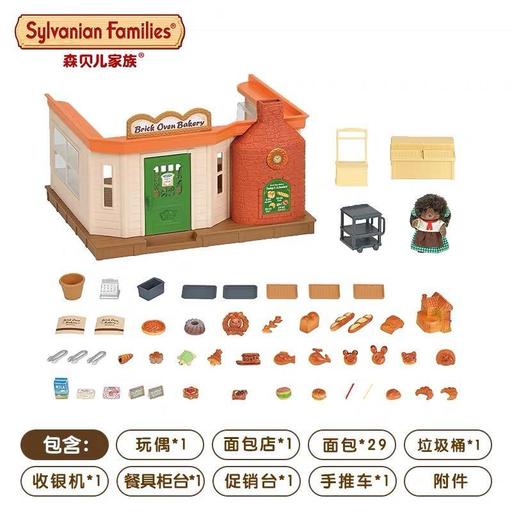 Sylvanian Families®
森贝儿家族®
Brick Oven Bakery
包含:
玩偶*1
面包店*1
面包*29
垃圾桶*1
收银机*1
餐具柜台*1
促销台*1
手推车*1
附件